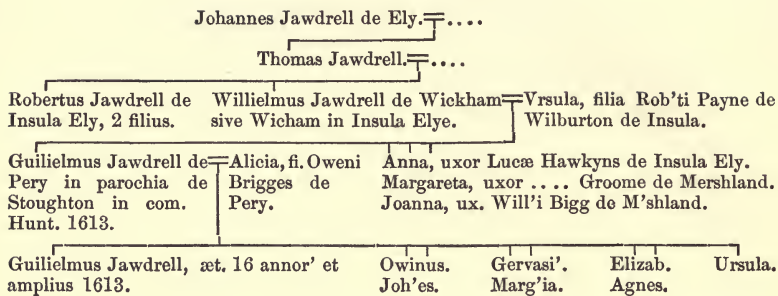 Johannes Jawdrell de Ely.=....
Thomas Jawdrell.=....
Robertus Jawdrell de Insula Ely, 2 filius.
Willielmus Jawdrell de Wickham sive Wicham in Insula Elye.=Vrsula, filia Rob'ti Payne de Wilburton de Insula.
Guilielmus Jawdrell de Pery in parochia de Stoughton in com. Hunt. 1613.=Alicia, fi. Oweni Brigges de Pery.
Anna, uxor Lucæ Hawkyns de Insula Ely.
Margareta, uxor .... Groome de Mershland.
Joanna, ux. Will'i Bigg de M'shland.
Guilielmus Jawdrell, æt. 16 annor' et amplius 1613.
Owinus.
Joh'es.
Gervasi'.
Marg'ia.
Elizab.
Agnes.
Ursula.